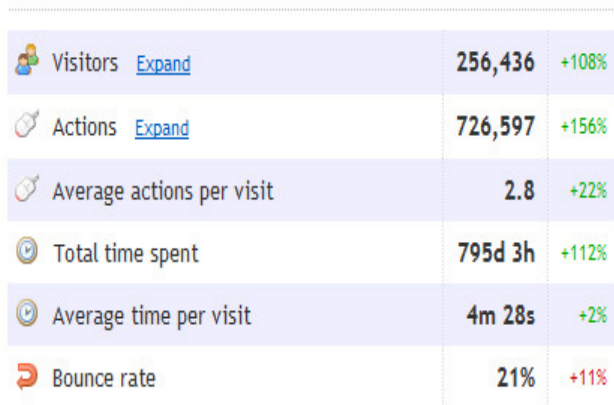 Visitors Expand 256,436 +108%
Actions Expand 726,597 +156%
Average actions per visit 2.8 +22%
Total time spent 795d 3h +112%
Average time per visit 4m 28s +2%
Bounce rate 21% +11%